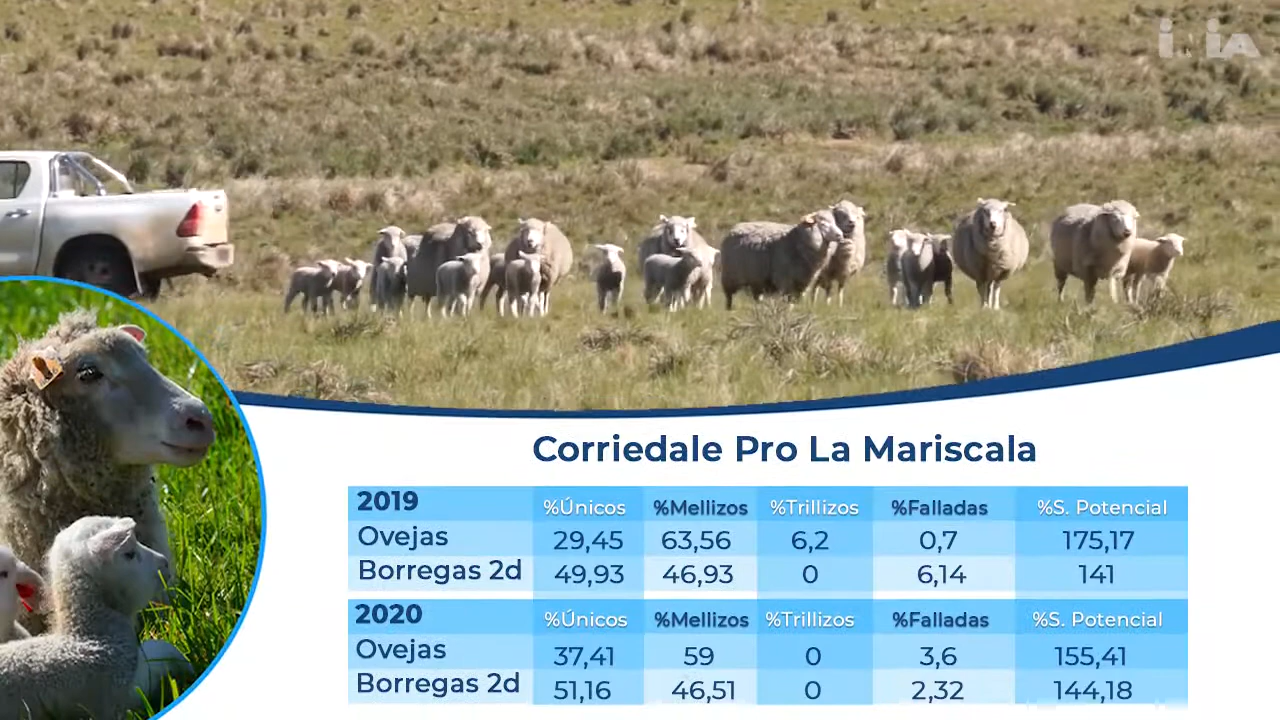 INIA
Corriedale Pro La Mariscala
2019 %Únicos %Mellizos %Trillizos %Falladas %S. Potencial
Ovejas 29,45 63,56 6,2 0,7 175,17
Borregas 2d 49,93 46,93 0 6,14 141
2020 %Únicos %Mellizos %Trillizos %Falladas %S. Potencial
Ovejas 37,41 59 0 3,6 155,41
Borregas 2d 51,16 46,51 0 2,32 144,18